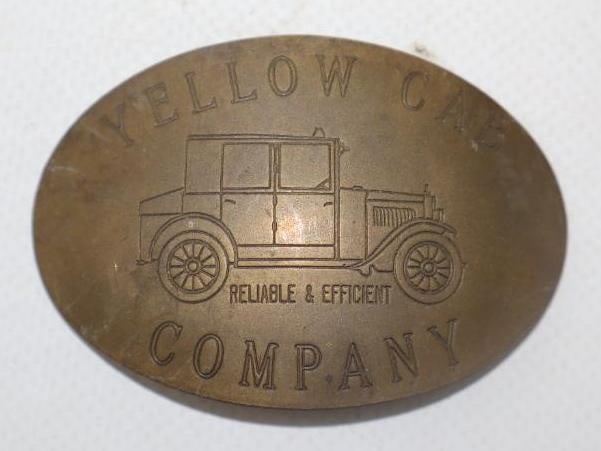 YELLOW CAB
RELIABLE & EFFICIENT
COMPANY